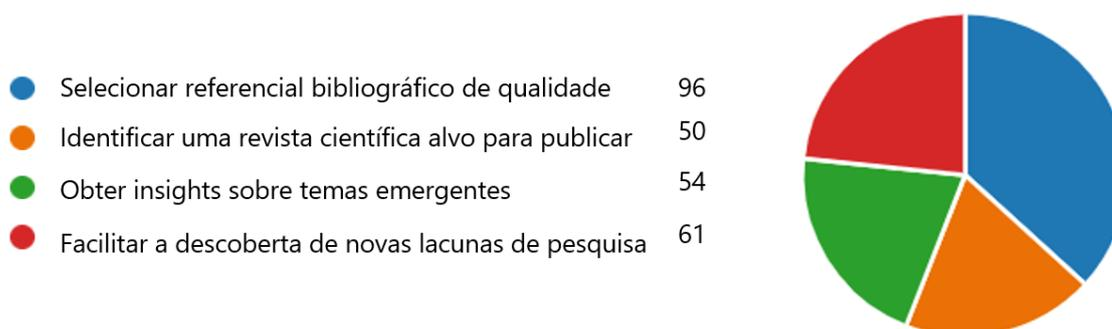 Selecionar referencial bibliográfico de qualidade 96
Identificar uma revista científica alvo para publicar 50
Obter insights sobre temas emergentes 54
Facilitar a descoberta de novas lacunas de pesquisa 61